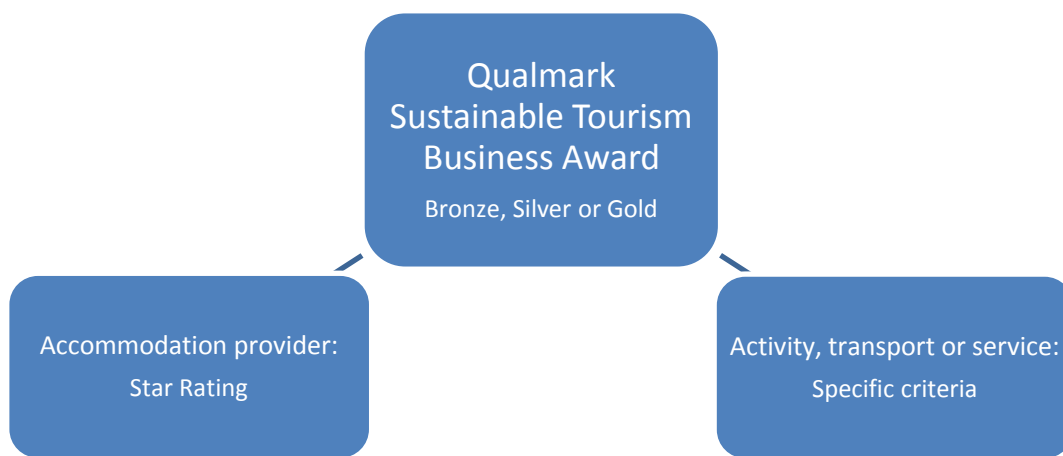 Qualmark
Sustainable Tourism
Business Award
Bronze, Silver or Gold
Accommodation provider:
Star Rating
Activity, transport or service:
Specific criteria